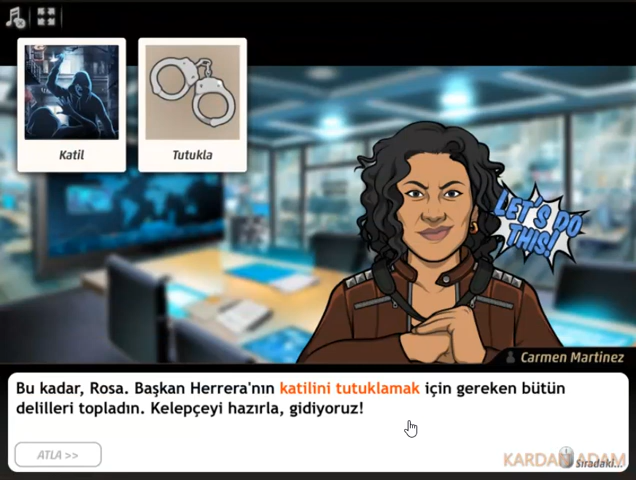 Katil
Tutukla
LET'S DO
THIS!
Carmen Martinez
Bu kadar, Rosa. Başkan Herrera'nın katilini tutuklamak için gereken bütün
delilleri topladın. Kelepçeyi hazırla, gidiyoruz!
ATLA >>
KARDAN ADAM
Sıradaki...